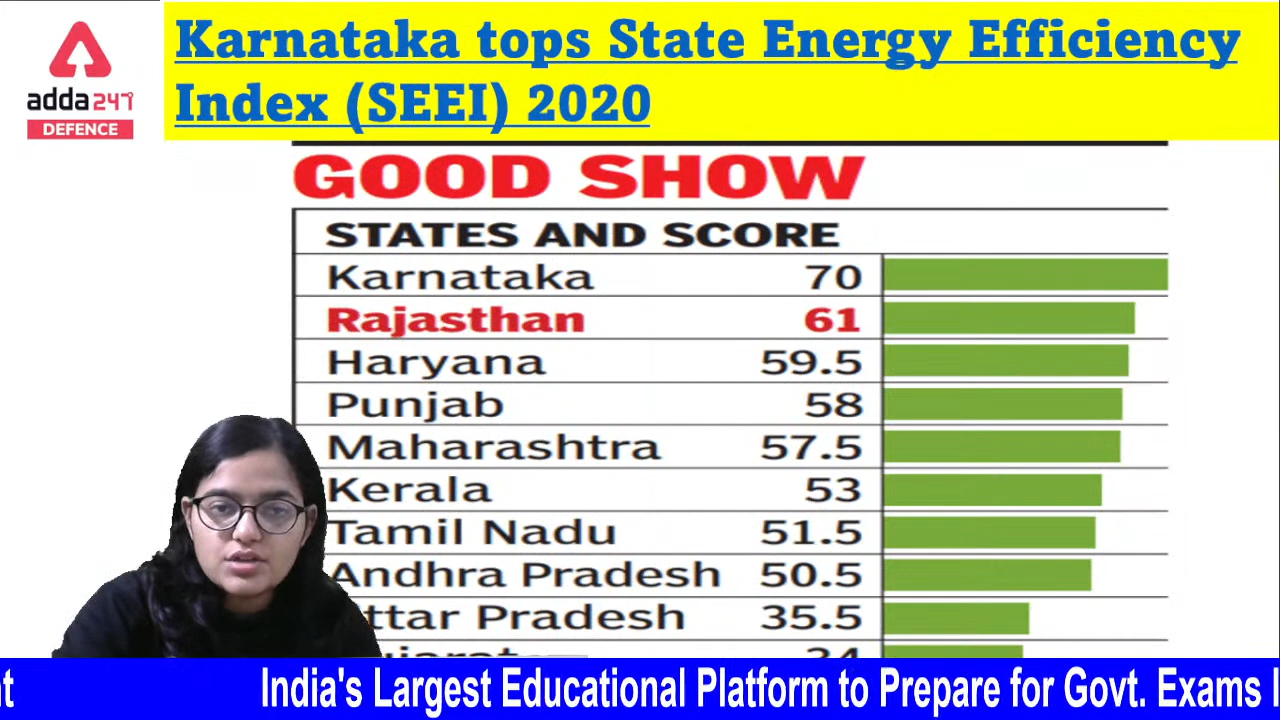 adda247
DEFENCE
Karnataka tops State Energy Efficiency
Index (SEEI) 2020
GOOD SHOW
STATES AND SCORE
Karnataka 70
Rajasthan 61
Haryana 59.5
Punjab 58
Maharashtra 57.5
Kerala 53
Tamil Nadu 51.5
Andhra Pradesh 50.5
ttar Pradesh 35.5
India's Largest Educational Platform to Prepare for Govt. Exams